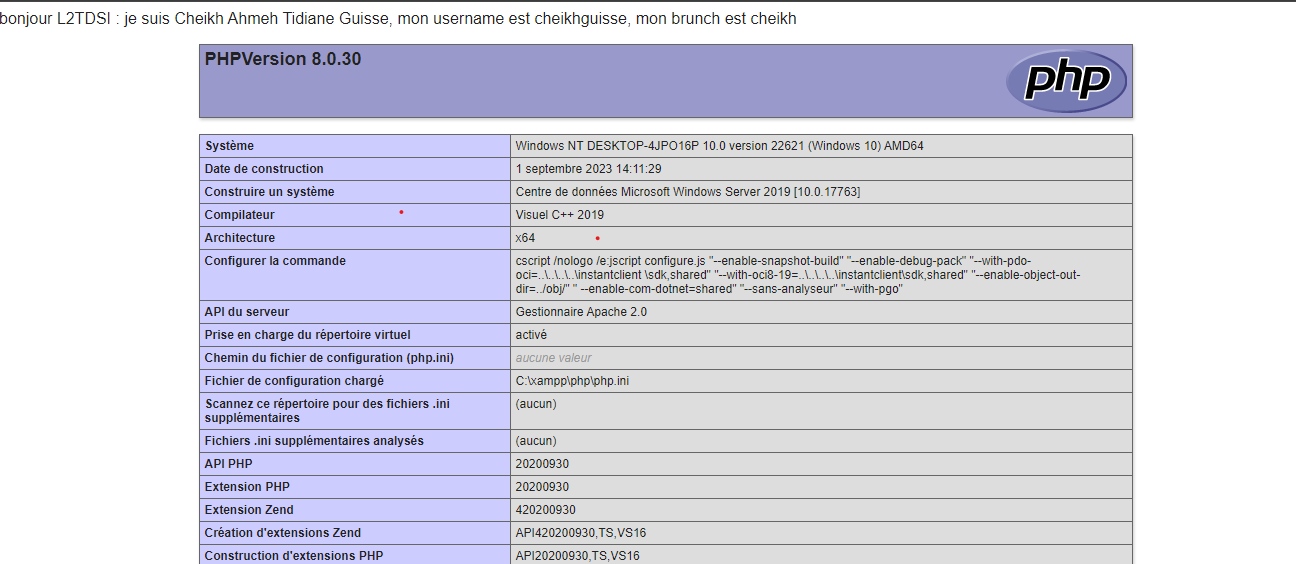 bonjour L2TDSI : je suis Cheikh Ahmeh Tidiane Guisse, mon username est cheikhguisse, mon brunch est cheikh
PHPVersion 8.0.30
php
Système Windows NT DESKTOP-4JPO16P 10.0 version 22621 (Windows 10) AMD64
Date de construction 1 septembre 2023 14:11:29
Construire un système Centre de données Microsoft Windows Server 2019 [10.0.17763]
Compilateur Visuel C++ 2019
Architecture x64
Configurer la commande cscript /nologo /e:jscript configure.js "--enable-snapshot-build" "--enable-debug-pack" "--with-pdo-
oci=..\..\..\..\instantclient \sdk,shared" "--with-oci8-19=..\..\..\..\instantclient\sdk,shared" "--enable-object-out-
dir=../obj/" " --enable-com-dotnet=shared" "--sans-analyseur" "--with-pgo"
API du serveur Gestionnaire Apache 2.0
Prise en charge du répertoire virtuel activé
Chemin du fichier de configuration (php.ini) aucune valeur
Fichier de configuration chargé C:\xampp\php\php.ini
Scannez ce répertoire pour des fichiers .ini (aucun)
supplémentaires
Fichiers .ini supplémentaires analysés (aucun)
API PHP 20200930
Extension PHP 20200930
Extension Zend 420200930
Création d'extensions Zend API420200930,TS,VS16
Construction d'extensions PHP API20200930,TS,VS16